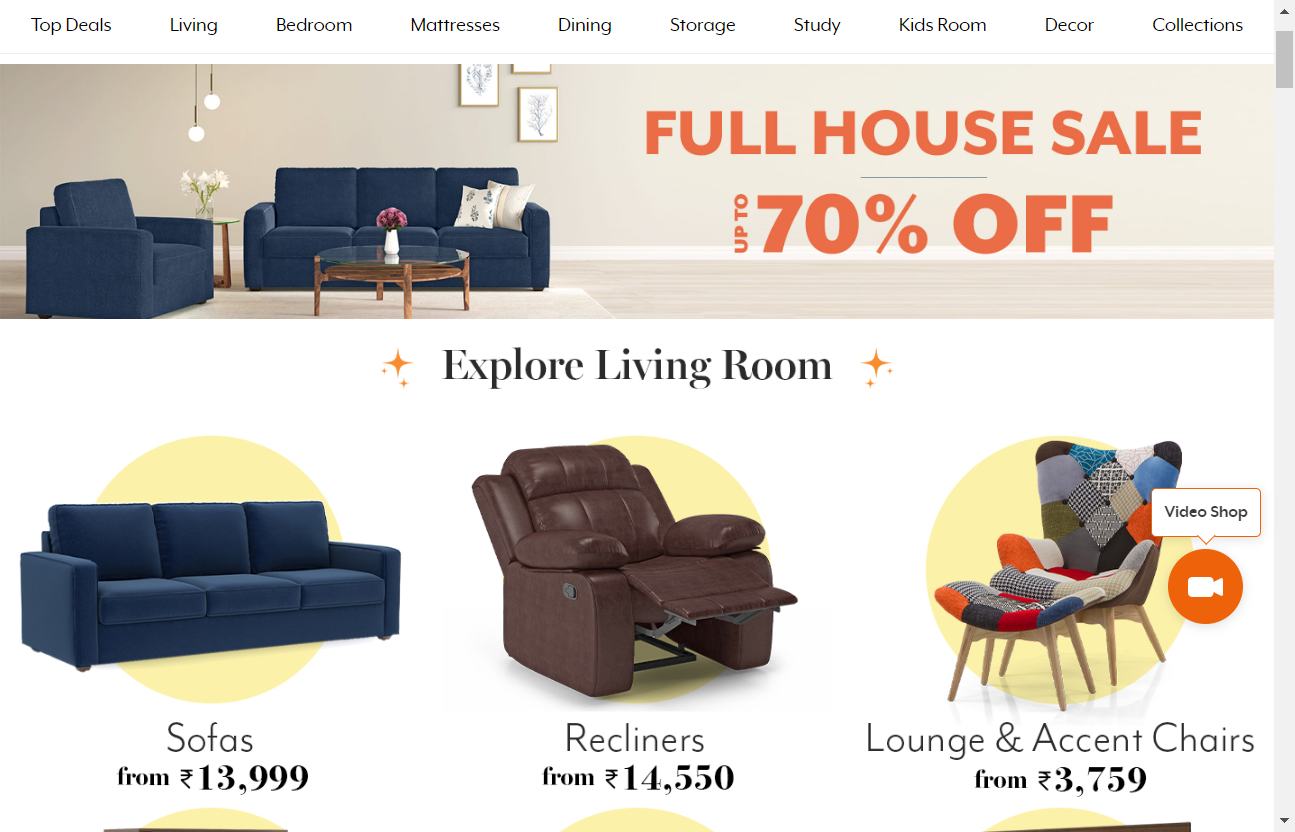 Top Deals Living Bedroom Mattresses Dining Storage Study Kids Room Decor Collections
FULL HOUSE SALE
UP TO 70% OFF
Explore Living Room
Video Shop
Sofas
from ₹13,999
Recliners
from ₹14,550
Lounge & Accent Chairs
from ₹3,759